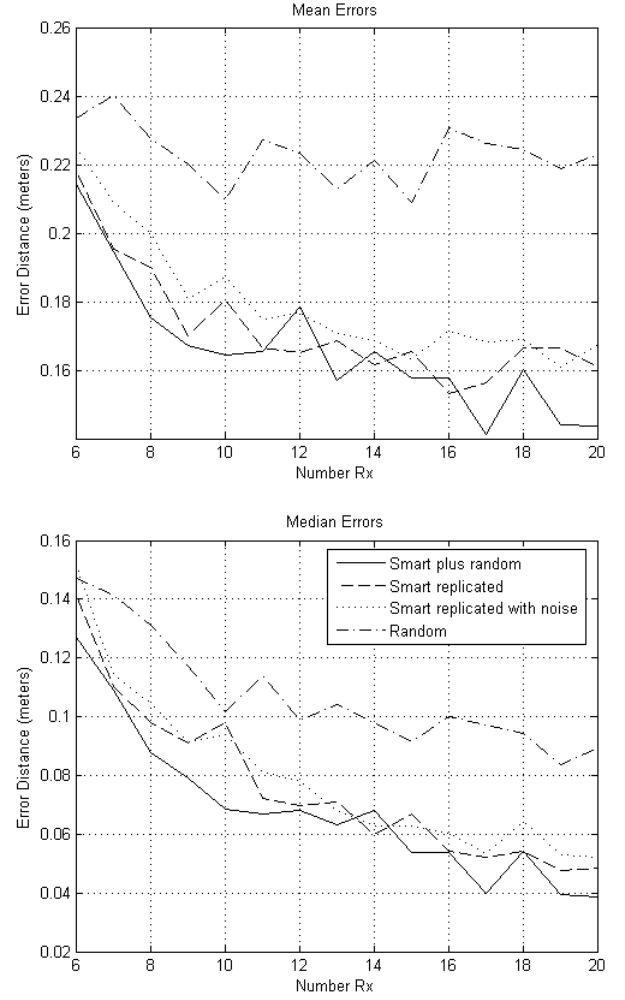 Mean Errors
0.26
0.24
0.22
0.2
0.18
0.16
Error Distance (meters)
6 8 10 12 14 16 18 20
Number Rx
Median Errors
0.16
0.14
0.12
0.1
0.08
0.06
0.04
0.02
Error Distance (meters)
Smart plus random
Smart replicated
Smart replicated with noise
Random
6 8 10 12 14 16 18 20
Number Rx